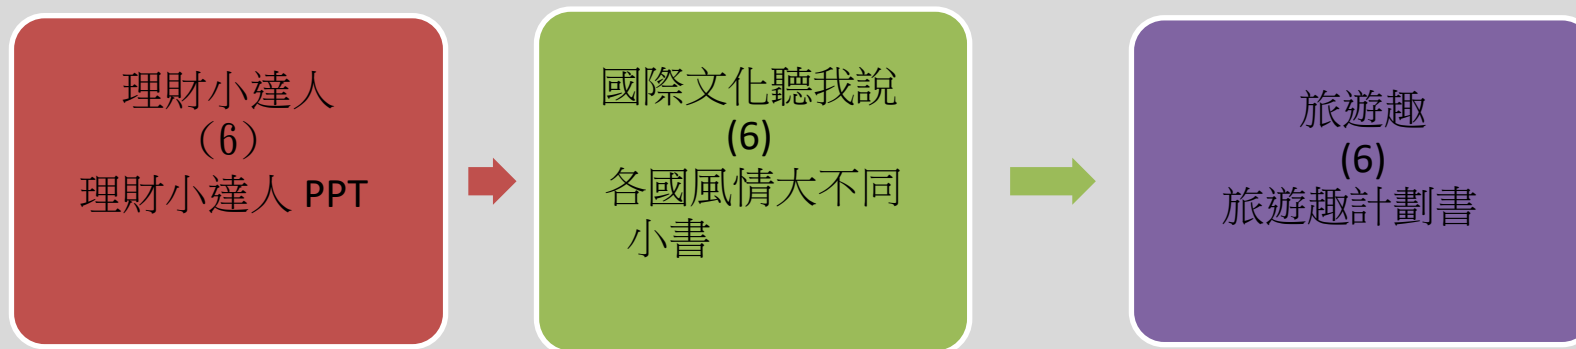 理財小達人
（6）
理財小達人 PPT
國際文化聽我說
(6)
各國風情大不同
小書
旅遊趣
(6)
旅遊趣計劃書